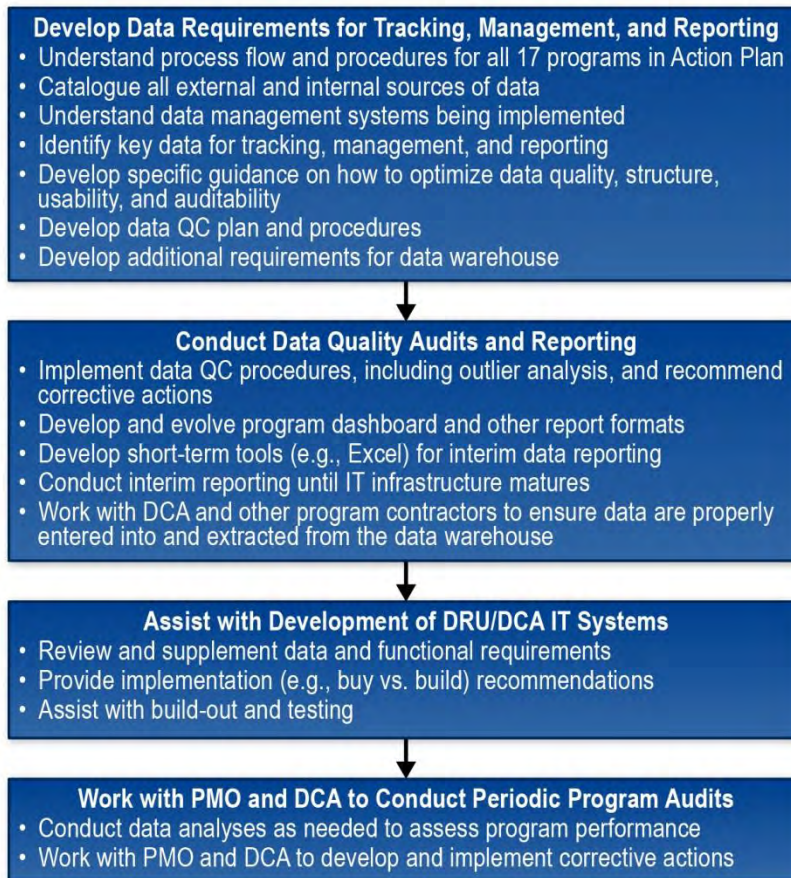 Develop Data Requirements for Tracking, Management, and Reporting
• Understand process flow and procedures for all 17 programs in Action Plan
• Catalogue all external and internal sources of data
• Understand data management systems being implemented
• Identify key data for tracking, management, and reporting
• Develop specific guidance on how to optimize data quality, structure,
usability, and auditability
• Develop data QC plan and procedures
• Develop additional requirements for data warehouse
Conduct Data Quality Audits and Reporting
• Implement data QC procedures, including outlier analysis, and recommend
corrective actions
• Develop and evolve program dashboard and other report formats
• Develop short-term tools (e.g., Excel) for interim data reporting
• Conduct interim reporting until IT infrastructure matures
• Work with DCA and other program contractors to ensure data are properly
entered into and extracted from the data warehouse
Assist with Development of DRU/DCA IT Systems
• Review and supplement data and functional requirements
• Provide implementation (e.g., buy vs. build) recommendations
• Assist with build-out and testing
Work with PMO and DCA to Conduct Periodic Program Audits
• Conduct data analyses as needed to assess program performance
• Work with PMO and DCA to develop and implement corrective actions